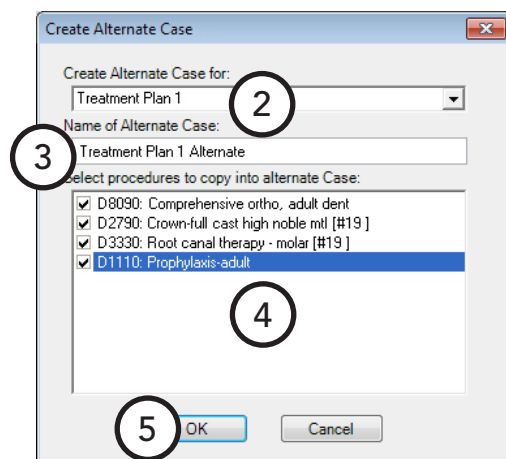 Create Alternate Case
Create Alternate Case for:
Treatment Plan 1
2
Name of Alternate Case:
3
Treatment Plan 1 Alternate
Select procedures to copy into alternate Case:
D8090: Comprehensive ortho, adult dent
D2790: Crown-full cast high noble mtl [#19 ]
D3330: Root canal therapy - molar [#19 ]
D1110: Prophylaxis-adult
4
5
OK
Cancel